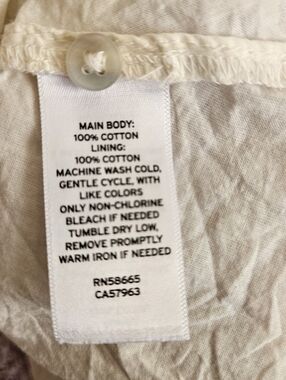 MAIN BODY:
100% COTTON
LINING:
100% COTTON
MACHINE WASH COLD,
GENTLE CYCLE, WITH
LIKE COLORS
ONLY NON-CHLORINE
BLEACH IF NEEDED
TUMBLE DRY LOW,
REMOVE PROMPTLY
WARM IRON IF NEEDED
RN58665
CA57963